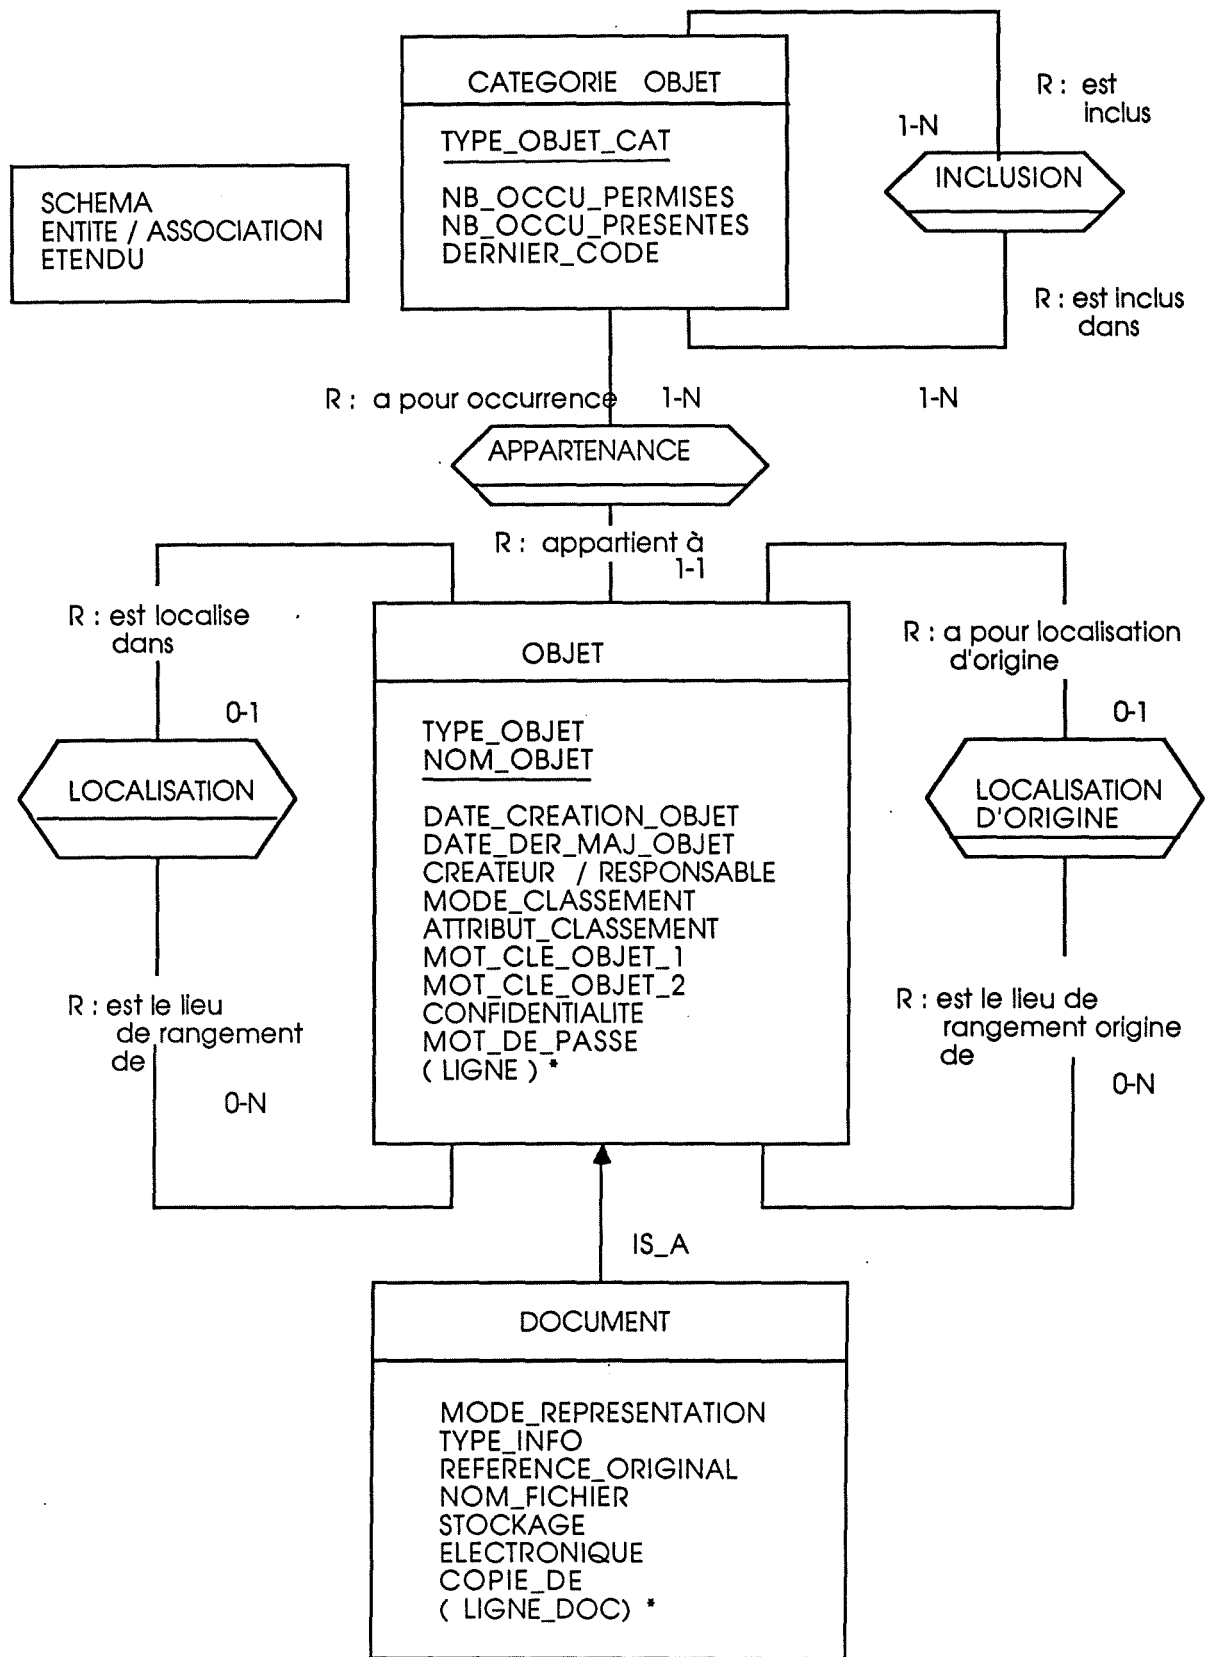 CATEGORIE OBJET
TYPE_OBJET_CAT
NB_OCCU_PERMISES
NB_OCCU_PRESENTES
DERNIER_CODE
R : est
inclus
1-N
INCLUSION
R : est inclus
dans
1-N
SCHEMA
ENTITE / ASSOCIATION
ETENDU
R : a pour occurrence
1-N
APPARTENANCE
R : appartient à
1-1
R : est localise
dans
0-1
LOCALISATION
R : est le lieu
de rangement
de
0-N
OBJET
TYPE_OBJET
NOM_OBJET
DATE_CREATION_OBJET
DATE_DER_MAJ_OBJET
CREATEUR / RESPONSABLE
MODE_CLASSEMENT
ATTRIBUT_CLASSEMENT
MOT_CLE_OBJET_1
MOT_CLE_OBJET_2
CONFIDENTIALITE
MOT_DE_PASSE
( LIGNE ) *
R : a pour localisation
d'origine
0-1
LOCALISATION
D'ORIGINE
R : est le lieu de
rangement origine
de
0-N
IS_A
DOCUMENT
MODE_REPRESENTATION
TYPE_INFO
REFERENCE_ORIGINAL
NOM_FICHIER
STOCKAGE
ELECTRONIQUE
COPIE_DE
( LIGNE_DOC) *